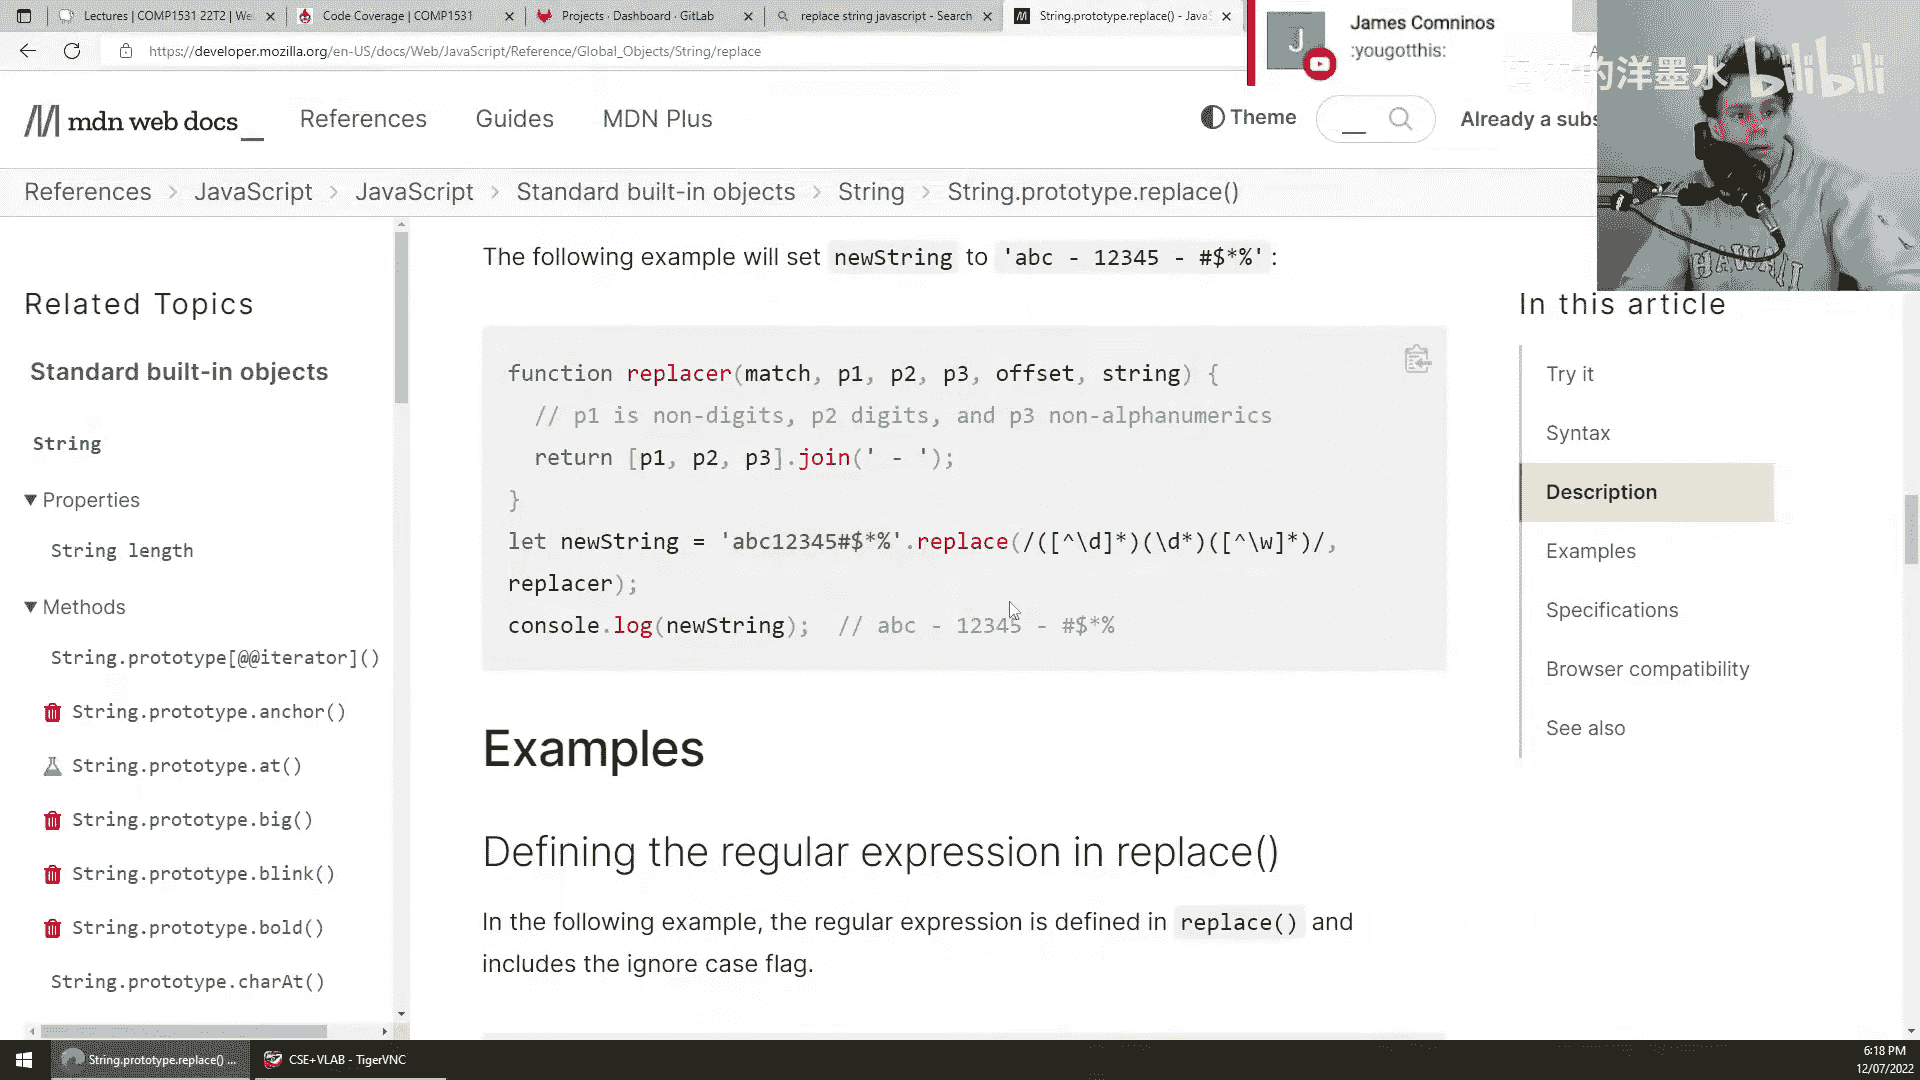 Lectures | COMP1531 22T2 | We
Code Coverage | COMP1531
Projects · Dashboard · GitLab
replace string javascript - Search
String.prototype.replace() - Java
https://developer.mozilla.org/en-US/docs/Web/JavaScript/Reference/Global_Objects/String/replace
J
James Comninos
:yougotthis:
的洋墨水
bilibili
mdn web docs
References
Guides
MDN Plus
Theme
Already a subs
References > JavaScript > JavaScript > Standard built-in objects > String > String.prototype.replace()
HAWAII
Related Topics
Standard built-in objects
String
Properties
String length
Methods
String.prototype[@@iterator]()
String.prototype.anchor()
String.prototype.at()
String.prototype.big()
String.prototype.blink()
String.prototype.bold()
String.prototype.charAt()
The following example will set newString to 'abc - 12345 - #$*%' :
function replacer(match, p1, p2, p3, offset, string) {
// p1 is non-digits, p2 digits, and p3 non-alphanumerics
return [p1, p2, p3].join(' - ');
}
let newString = 'abc12345#$*%'.replace(/([^\d]*)(\d*)([^\w]*)/,
replacer);
console.log(newString);  // abc - 12345 - #$*%
Examples
Defining the regular expression in replace()
In the following example, the regular expression is defined in replace() and
includes the ignore case flag.
In this article
Try it
Syntax
Description
Examples
Specifications
Browser compatibility
See also
String.prototype.replace() ...
CSE+VLAB - TigerVNC
6:18 PM
12/07/2022